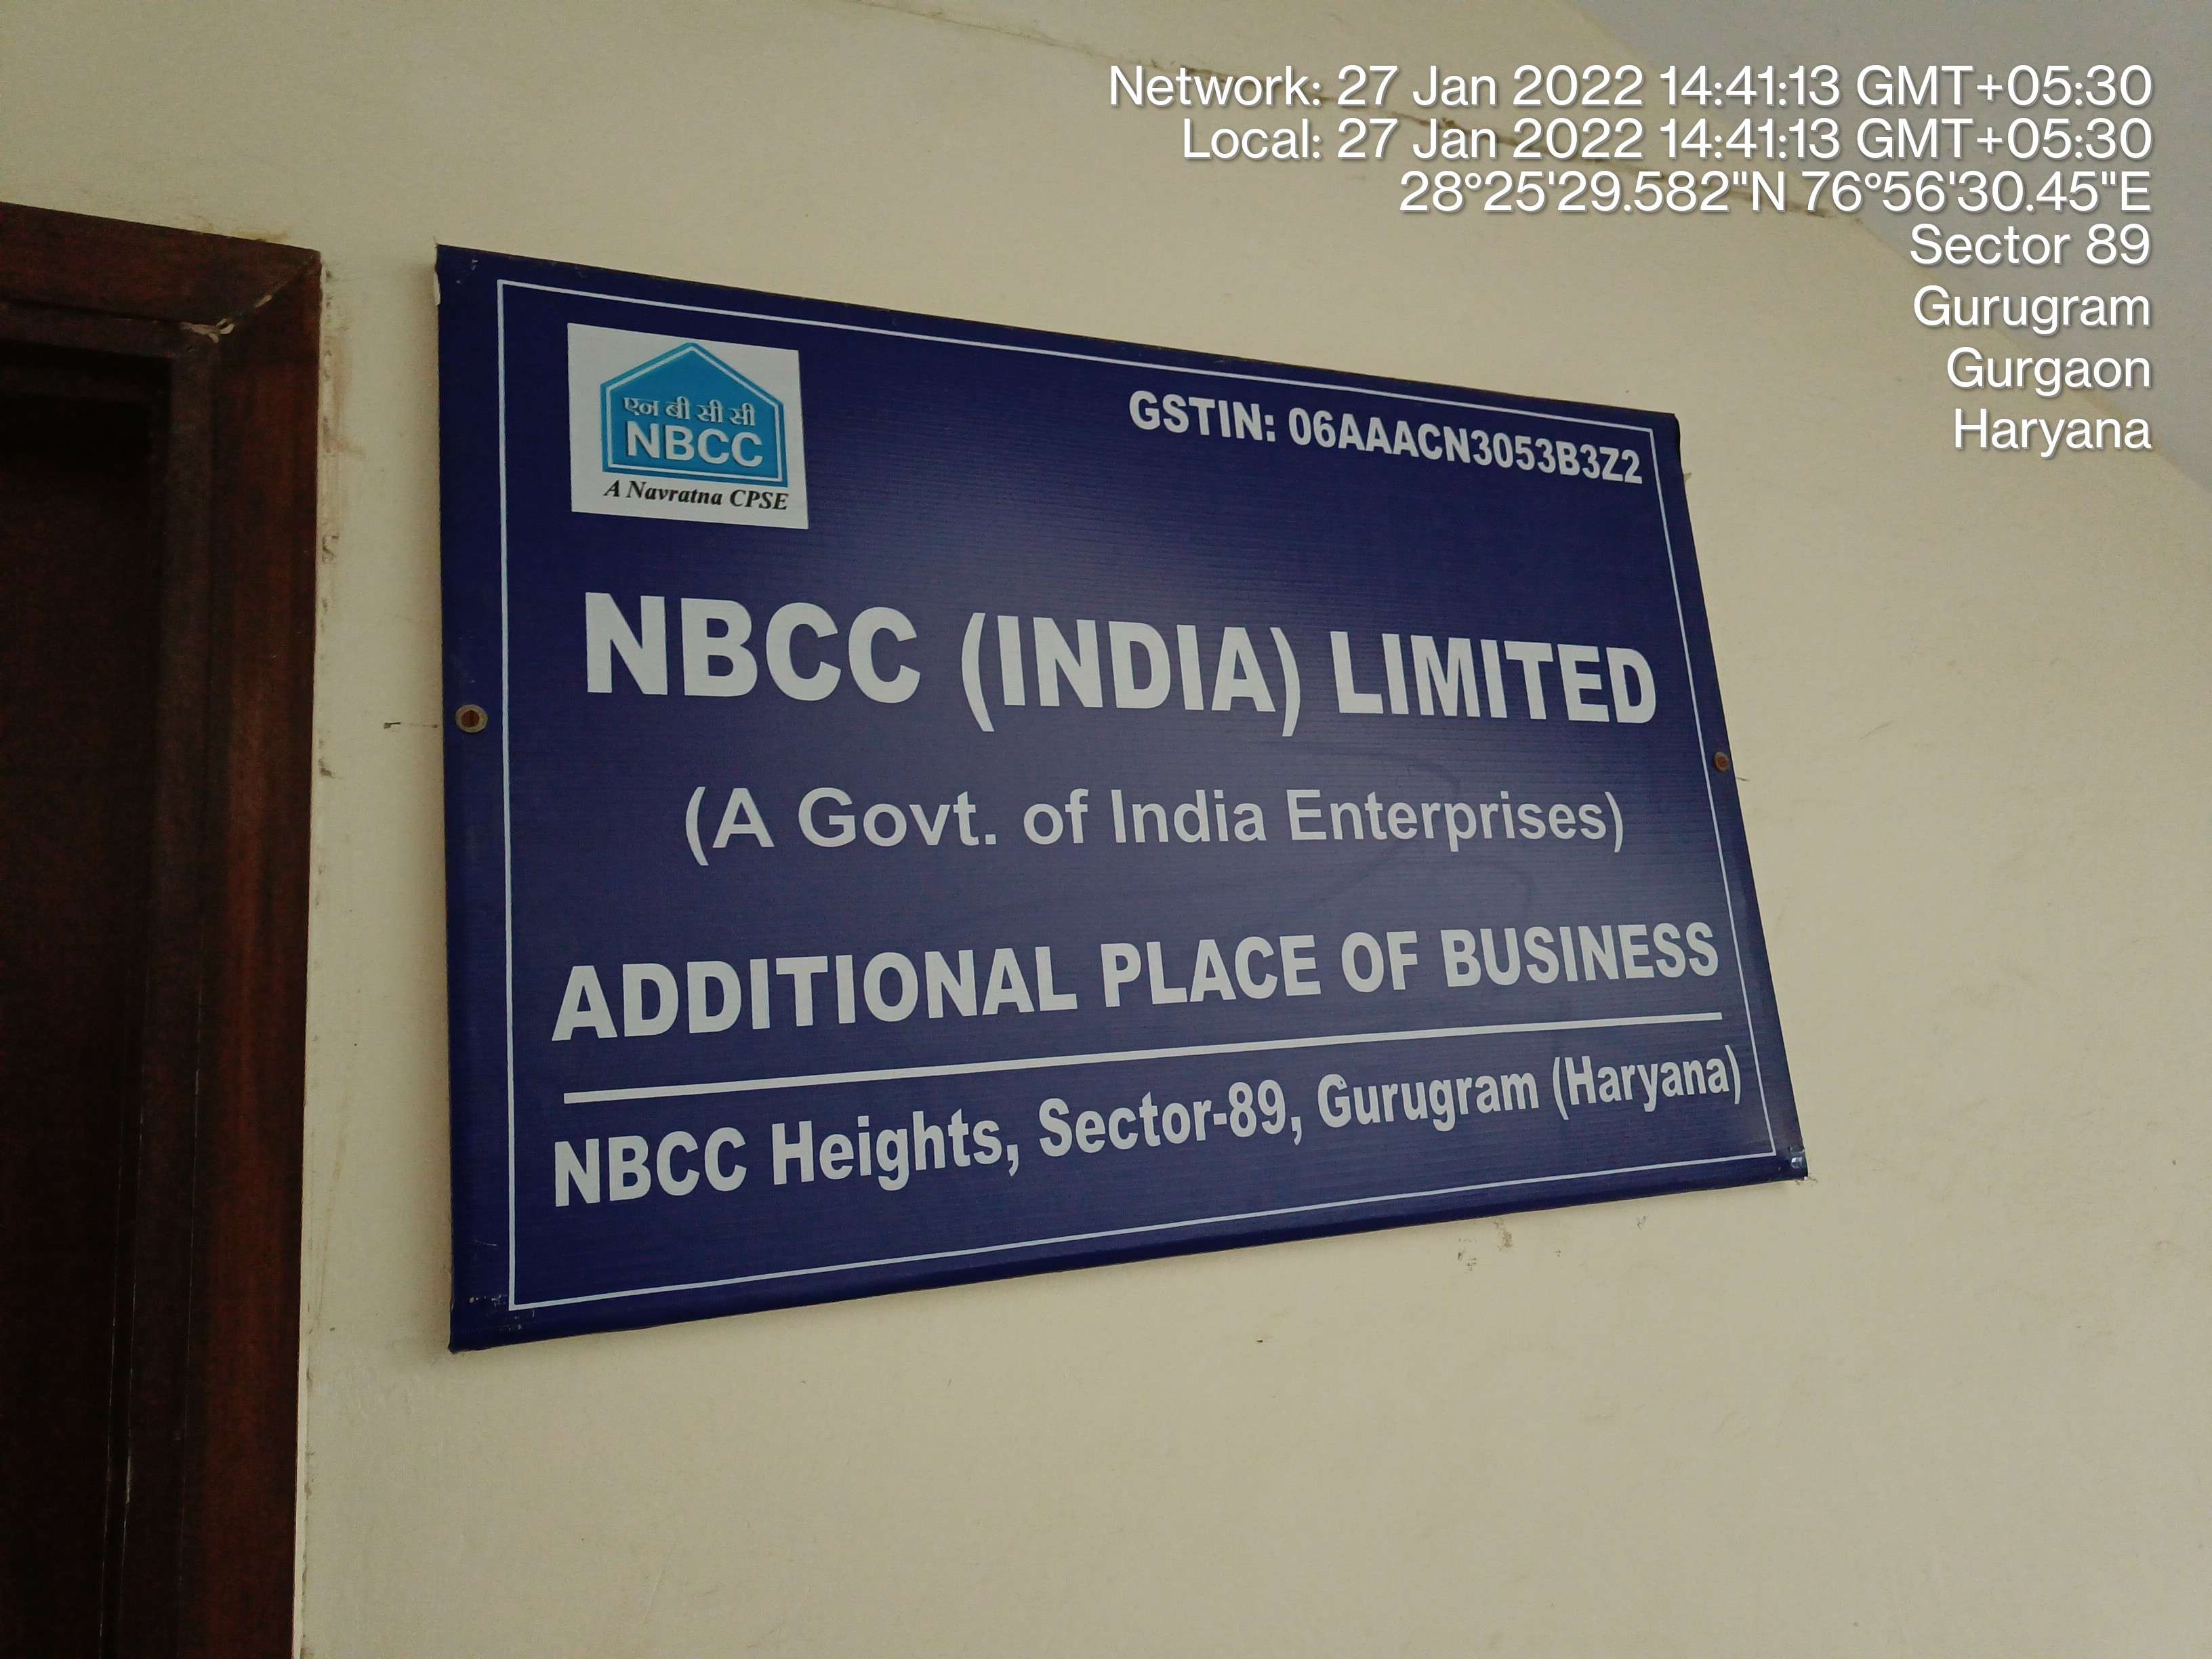 Network: 27 Jan 2022 14:41:13 GMT+05:30
Local: 27 Jan 2022 14:41:13 GMT+05:30
28°25'29.582"N 76°56'30.45"E
Sector 89
Gurugram
Gurgaon
Haryana
एन बी सी सी
NBCC
A Navratna CPSE
GSTIN: 06AAACN3053B3Z2
NBCC (INDIA) LIMITED
(A Govt. of India Enterprises)
ADDITIONAL PLACE OF BUSINESS
NBCC Heights, Sector-89, Gurugram (Haryana)